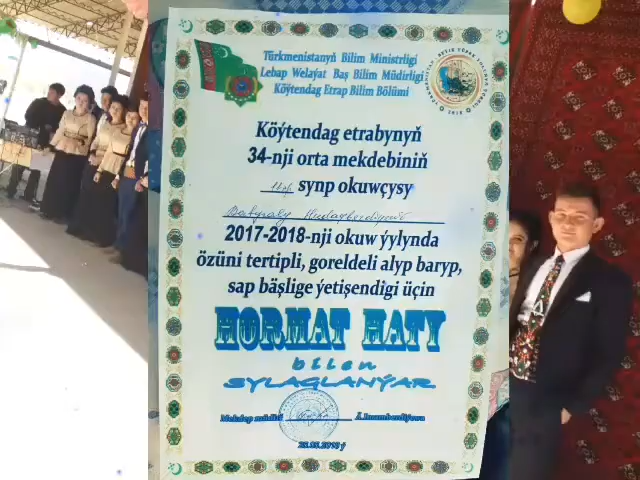 Türkmenistanyň Bilim Ministrligi
Lebap Welaýat Baş Bilim Müdirligi
Köýtendag Etrap Bilim Bölümi
Köýtendag etrabynyň
34-nji orta mekdebiniň
synp okuwçysy
2017-2018-nji okuw ýylynda
özüni tertipli, goreldeli alyp baryp,
sap bäşlige ýetişendigi üçin
HORMAT HATY
bilen
SYLAGLANÝAR
Mekdep müdiri